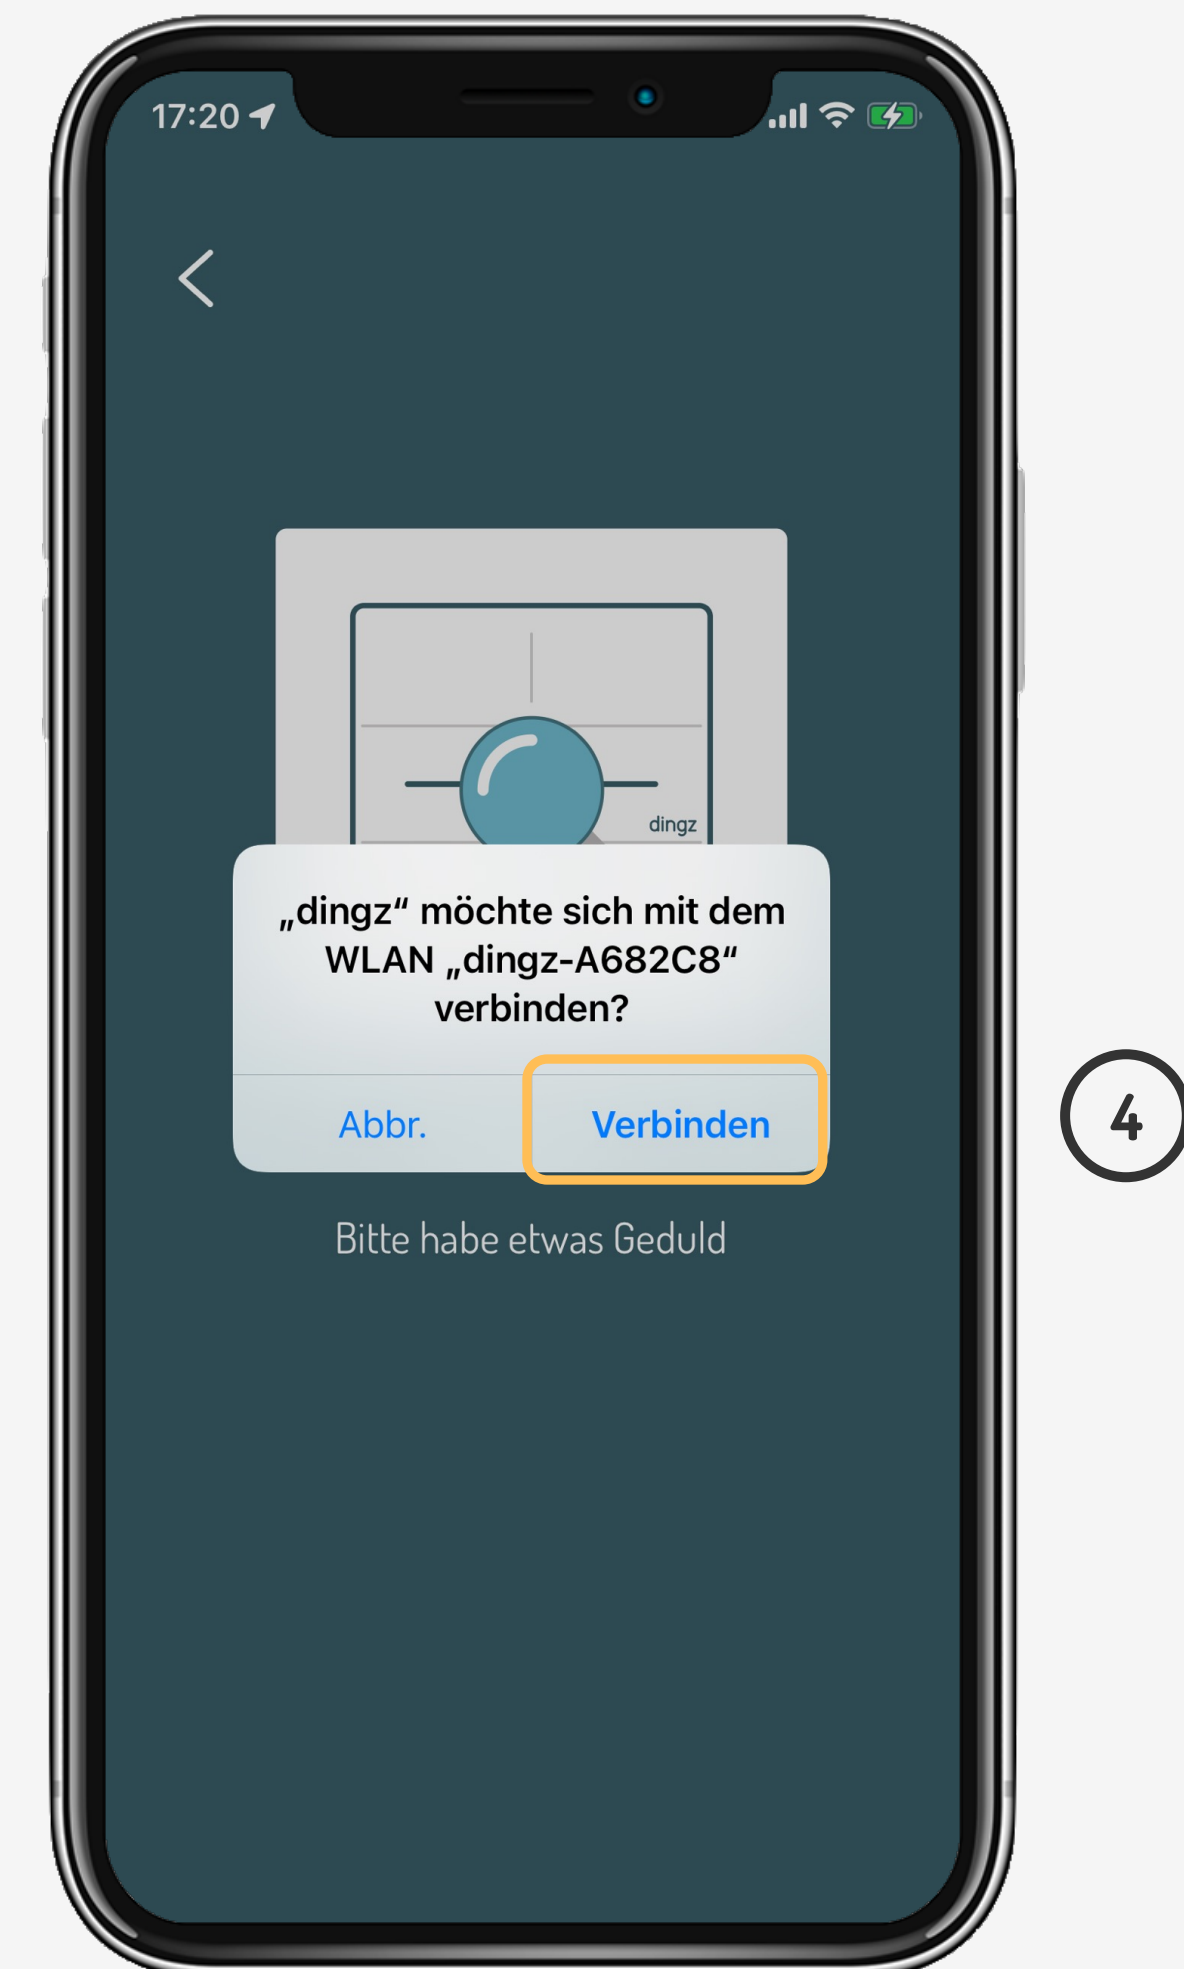 17:20
dingz
„dingz“ möchte sich mit dem
WLAN „dingz-A682C8“
verbinden?
Abbr.
Verbinden
4
Bitte habe etwas Geduld